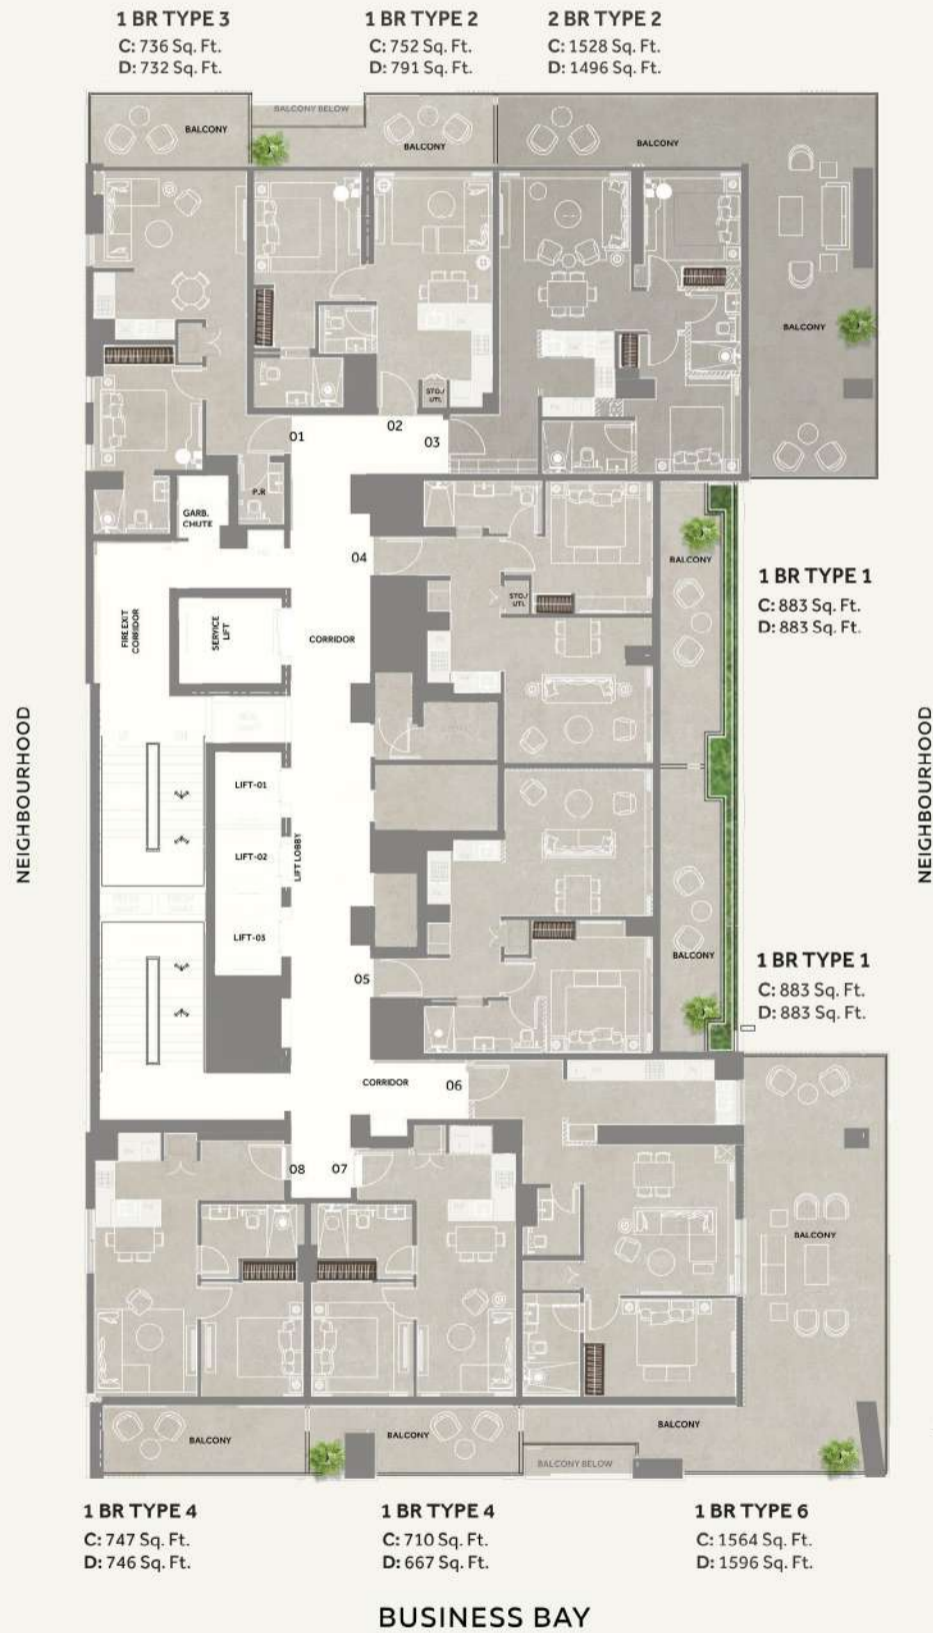 1 BR TYPE 3
C: 736 Sq. Ft.
D: 732 Sq. Ft.
1 BR TYPE 2
C: 752 Sq. Ft.
D: 791 Sq. Ft.
2 BR TYPE 2
C: 1528 Sq. Ft.
D: 1496 Sq. Ft.
BALCONY
BALCONY BELOW
BALCONY
BALCONY
BALCONY
STO./
UTI.
01
02
03
P.R
GARB.
CHUTE
04
BALCONY
1 BR TYPE 1
C: 883 Sq. Ft.
D: 883 Sq. Ft.
STO./
UTI.
FIRE EXIT
CORRIDOR
SERVICE
LIFT
CORRIDOR
NEIGHBOURHOOD
NEIGHBOURHOOD
LIFT-01
LIFT-02
LIFT LOBBY
LIFT-03
BALCONY
1 BR TYPE 1
C: 883 Sq. Ft.
D: 883 Sq. Ft.
05
CORRIDOR
06
08
07
BALCONY
BALCONY
BALCONY
BALCONY
BALCONY BELOW
1 BR TYPE 4
C: 747 Sq. Ft.
D: 746 Sq. Ft.
1 BR TYPE 4
C: 710 Sq. Ft.
D: 667 Sq. Ft.
1 BR TYPE 6
C: 1564 Sq. Ft.
D: 1596 Sq. Ft.
BUSINESS BAY